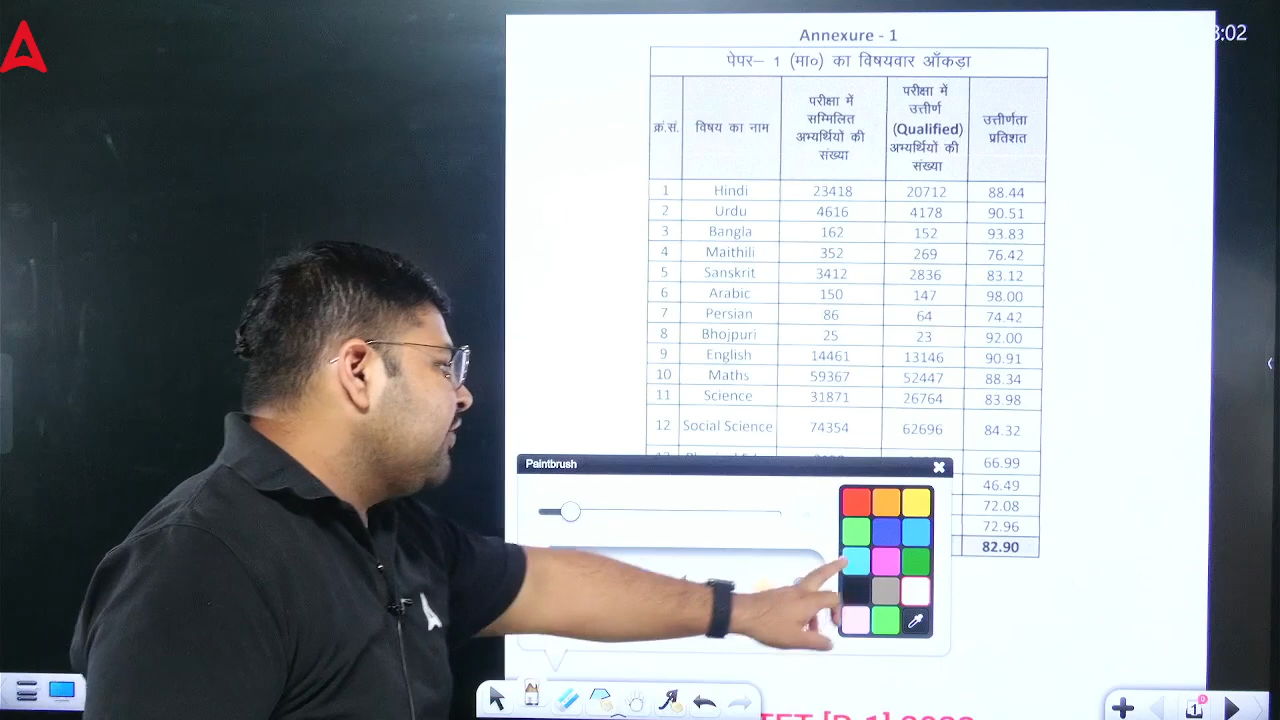 Annexure - 1
:02
पेपर– 1 (मा०) का विषयवार आँकड़ा
क्र.सं. विषय का नाम परीक्षा में सम्मिलित अभ्यर्थियों की संख्या परीक्षा में उत्तीर्ण (Qualified) अभ्यर्थियों की संख्या उत्तीर्णता प्रतिशत
1 Hindi 23418 20712 88.44
2 Urdu 4616 4178 90.51
3 Bangla 162 152 93.83
4 Maithili 352 269 76.42
5 Sanskrit 3412 2836 83.12
6 Arabic 150 147 98.00
7 Persian 86 64 74.42
8 Bhojpuri 25 23 92.00
9 English 14461 13146 90.91
10 Maths 59367 52447 88.34
11 Science 31871 26764 83.98
12 Social Science 74354 62696 84.32
66.99
46.49
72.08
72.96
82.90
Paintbrush
1